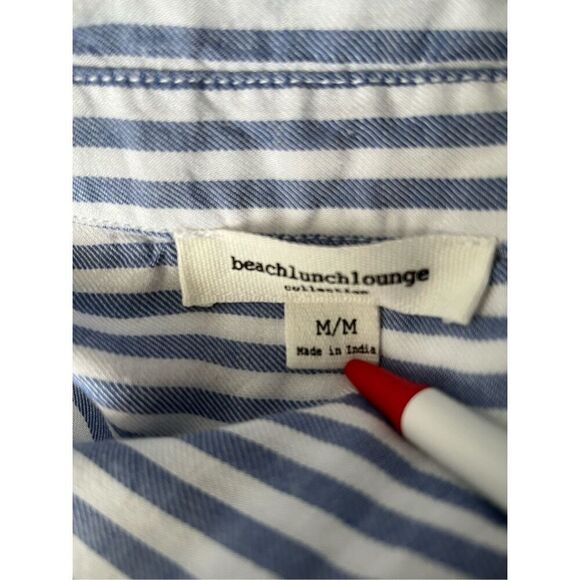 beachlunchlounge
collection
M/M
Made in India